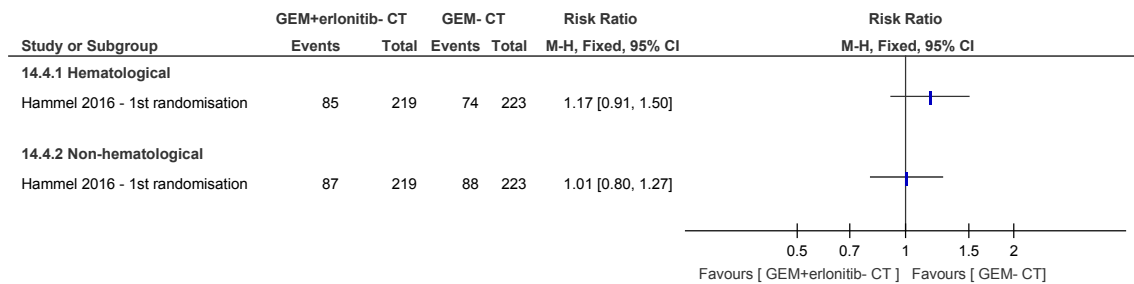 GEM+erlonitib- CT GEM- CT Risk Ratio Risk Ratio
Study or Subgroup Events Total Events Total M-H, Fixed, 95% CI M-H, Fixed, 95% CI
14.4.1 Hematological
Hammel 2016 - 1st randomisation 85 219 74 223 1.17 [0.91, 1.50]
14.4.2 Non-hematological
Hammel 2016 - 1st randomisation 87 219 88 223 1.01 [0.80, 1.27]
0.5 0.7 1 1.5 2
Favours [ GEM+erlonitib- CT ] Favours [ GEM- CT]